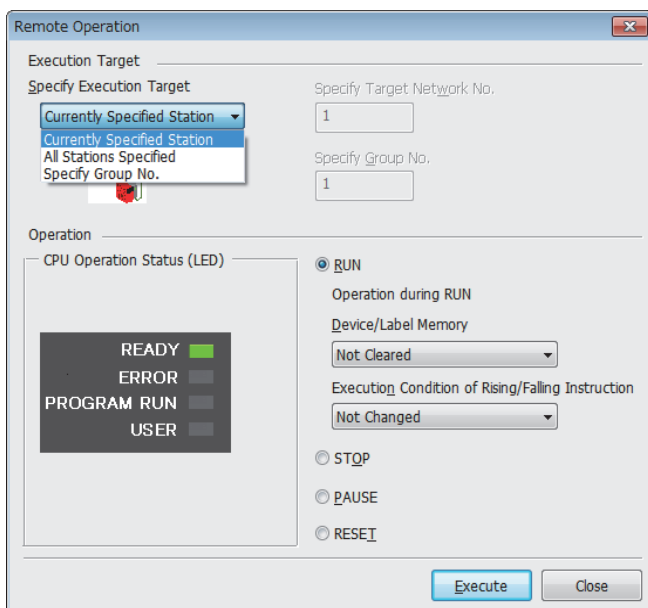 Remote Operation
Execution Target
Specify Execution Target
Currently Specified Station
Currently Specified Station
All Stations Specified
Specify Group No.
Specify Target Network No.
1
Specify Group No.
1
Operation
CPU Operation Status (LED)
READY
ERROR
PROGRAM RUN
USER
RUN
Operation during RUN
Device/Label Memory
Not Cleared
Execution Condition of Rising/Falling Instruction
Not Changed
STOP
PAUSE
RESET
Execute
Close